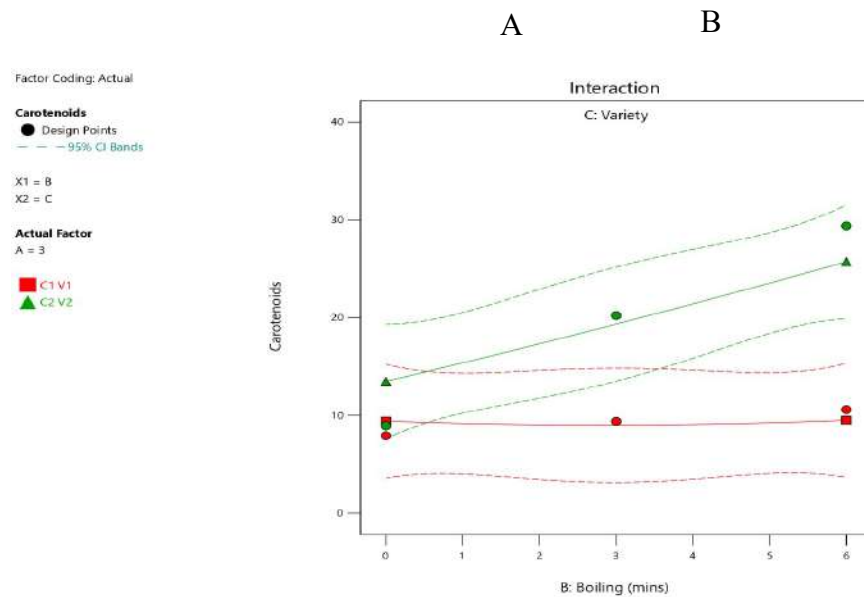 A B
Factor Coding: Actual
Carotenoids
Design Points
95% CI Bands
X1 = B
X2 = C
Actual Factor
A = 3
C1 V1
C2 V2
Interaction
C: Variety
40
30
20
10
0
Carotenoids
0 1 2 3 4 5 6
B: Boiling (mins)